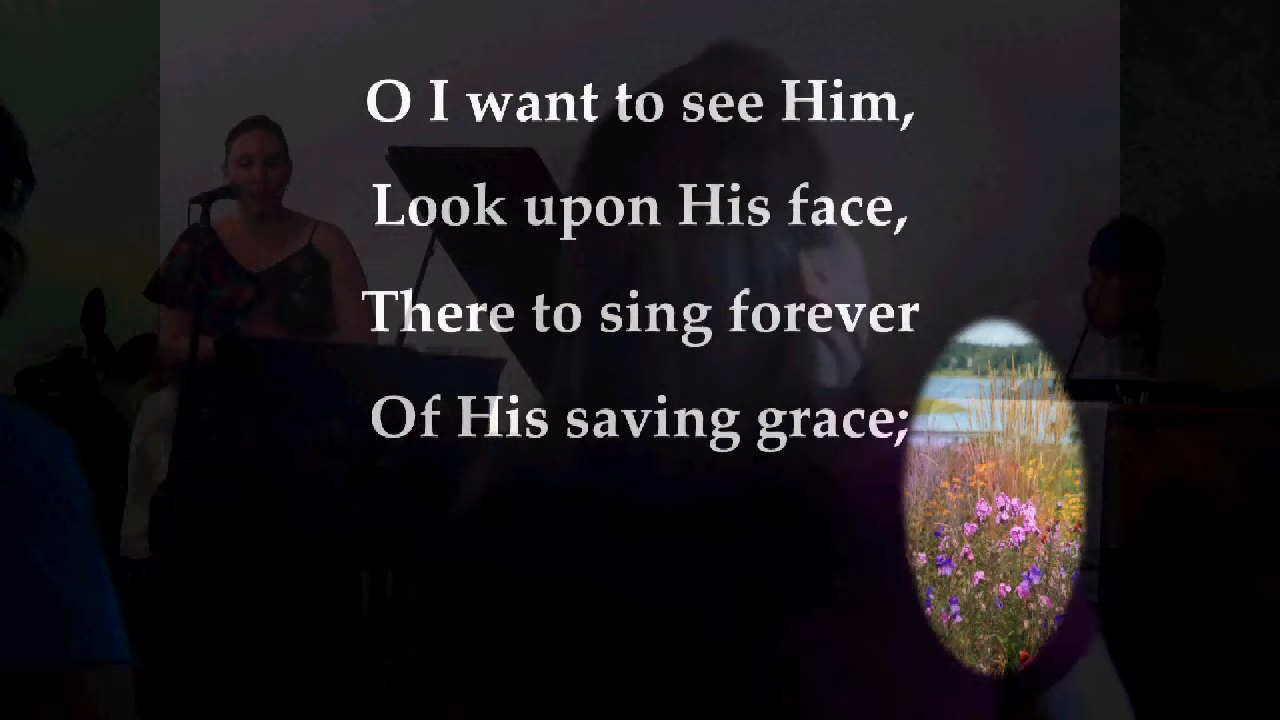 O I want to see Him,
Look upon His face,
There to sing forever
Of His saving grace;